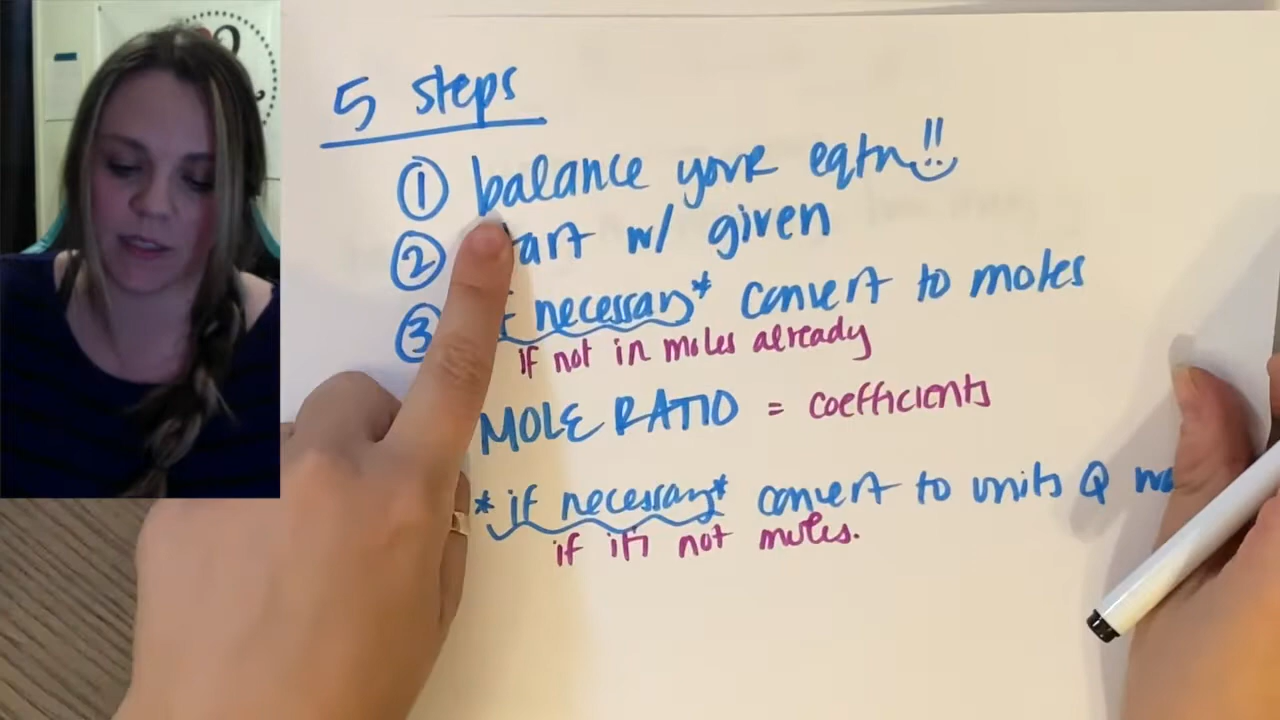 5 steps
① balance your eqtn!!
② tart w/ given
③ necessary* convert to moles
if not in moles already
MOLE RATIO = coefficients
*if necessary* convert to units Q
if it's not moles.